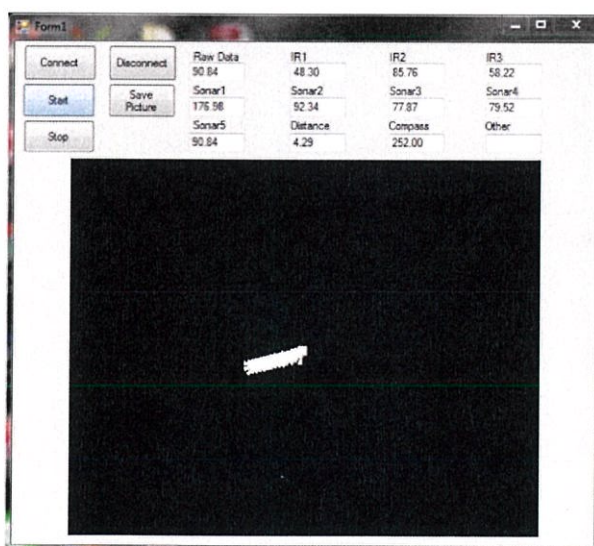 Form1
Connect
Disconnect
Raw Data
IR1
IR2
IR3
90.84
48.30
85.76
58.22
Start
Save
Picture
Sonar1
Sonar2
Sonar3
Sonar4
176.98
92.34
77.87
79.52
Stop
Sonar5
Distance
Compass
Other
90.84
4.29
252.00